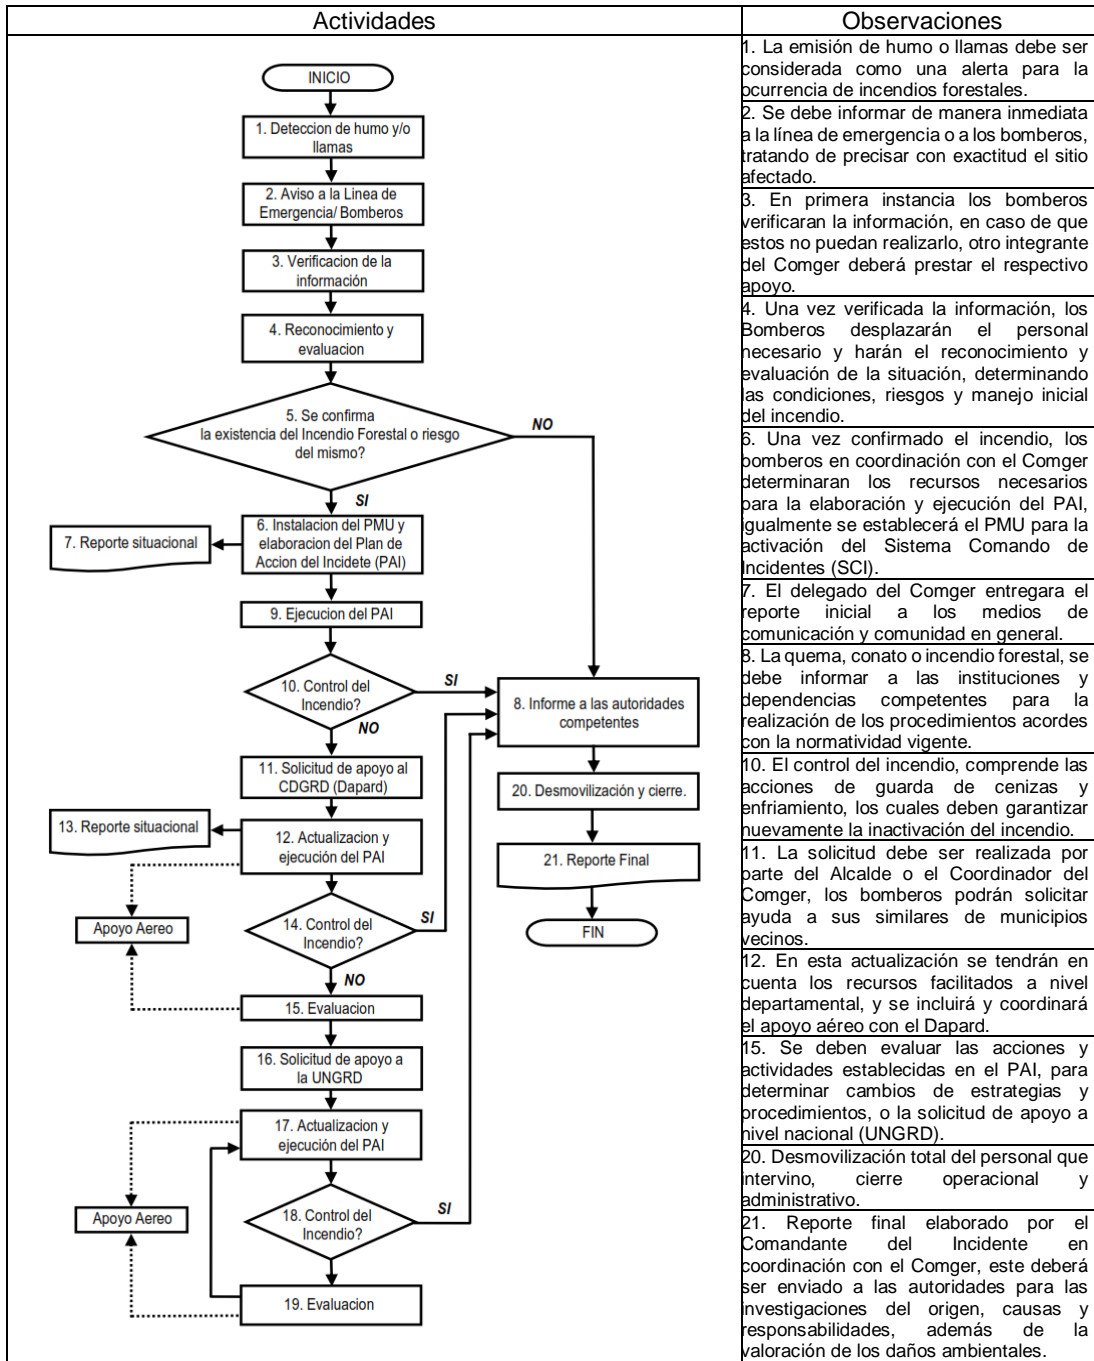 Actividades
Observaciones
INICIO
1. Deteccion de humo y/o
llamas
2. Aviso a la Linea de
Emergencia/ Bomberos
3. Verificacion de la
información
4. Reconocimiento y
evaluacion
5. Se confirma
la existencia del Incendio Forestal o riesgo
del mismo?
NO
SI
6. Instalacion del PMU y
elaboracion del Plan de
Accion del Incidete (PAI)
7. Reporte situacional
9. Ejecucion del PAI
10. Control del
Incendio?
SI
NO
8. Informe a las autoridades
competentes
11. Solicitud de apoyo al
CDGRD (Dapard)
20. Desmovilización y cierre.
13. Reporte situacional
12. Actualizacion y
ejecución del PAI
21. Reporte Final
Apoyo Aereo
14. Control del
Incendio?
SI
FIN
NO
15. Evaluacion
16. Solicitud de apoyo a
la UNGRD
17. Actualizacion y
ejecución del PAI
Apoyo Aereo
18. Control del
Incendio?
SI
19. Evaluacion
1. La emisión de humo o llamas debe ser
considerada como una alerta para la
ocurrencia de incendios forestales.
2. Se debe informar de manera inmediata
a la línea de emergencia o a los bomberos,
tratando de precisar con exactitud el sitio
afectado.
3. En primera instancia los bomberos
verificaran la información, en caso de que
estos no puedan realizarlo, otro integrante
del Comger deberá prestar el respectivo
apoyo.
4. Una vez verificada la información, los
Bomberos desplazarán el personal
necesario y harán el reconocimiento y
evaluación de la situación, determinando
las condiciones, riesgos y manejo inicial
del incendio.
6. Una vez confirmado el incendio, los
bomberos en coordinación con el Comger
determinaran los recursos necesarios
para la elaboración y ejecución del PAI,
igualmente se establecerá el PMU para la
activación del Sistema Comando de
Incidentes (SCI).
7. El delegado del Comger entregara el
reporte inicial a los medios de
comunicación y comunidad en general.
8. La quema, conato o incendio forestal, se
debe informar a las instituciones y
dependencias competentes para la
realización de los procedimientos acordes
con la normatividad vigente.
10. El control del incendio, comprende las
acciones de guarda de cenizas y
enfriamiento, los cuales deben garantizar
nuevamente la inactivación del incendio.
11. La solicitud debe ser realizada por
parte del Alcalde o el Coordinador del
Comger, los bomberos podrán solicitar
ayuda a sus similares de municipios
vecinos.
12. En esta actualización se tendrán en
cuenta los recursos facilitados a nivel
departamental, y se incluirá y coordinará
el apoyo aéreo con el Dapard.
15. Se deben evaluar las acciones y
actividades establecidas en el PAI, para
determinar cambios de estrategias y
procedimientos, o la solicitud de apoyo a
nivel nacional (UNGRD).
20. Desmovilización total del personal que
intervino, cierre operacional y
administrativo.
21. Reporte final elaborado por el
Comandante del Incidente en
coordinación con el Comger, este deberá
ser enviado a las autoridades para las
investigaciones del origen, causas y
responsabilidades, además de la
valoración de los daños ambientales.